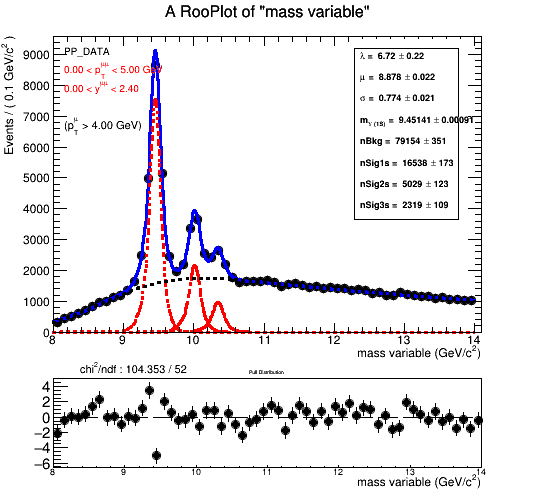 A RooPlot of "mass variable"
Events / ( 0.1 GeV/c² )
9000
8000
7000
6000
5000
4000
3000
2000
1000
0
PP_DATA
0.00 < p_T^μμ < 5.00 GeV
0.00 < y^μμ < 2.40
(p_T^μ > 4.00 GeV)
λ = 6.72 ± 0.22
μ = 8.878 ± 0.022
σ = 0.774 ± 0.021
m_ϒ (1S) = 9.45141 ± 0.00091
nBkg = 79154 ± 351
nSig1s = 16538 ± 173
nSig2s = 5029 ± 123
nSig3s = 2319 ± 109
8 9 10 11 12 13 14
mass variable (GeV/c²)
chi²/ndf : 104.353 / 52
Pull Distribution
4
2
0
−2
−4
−6
8 9 10 11 12 13 14
mass variable (GeV/c²)